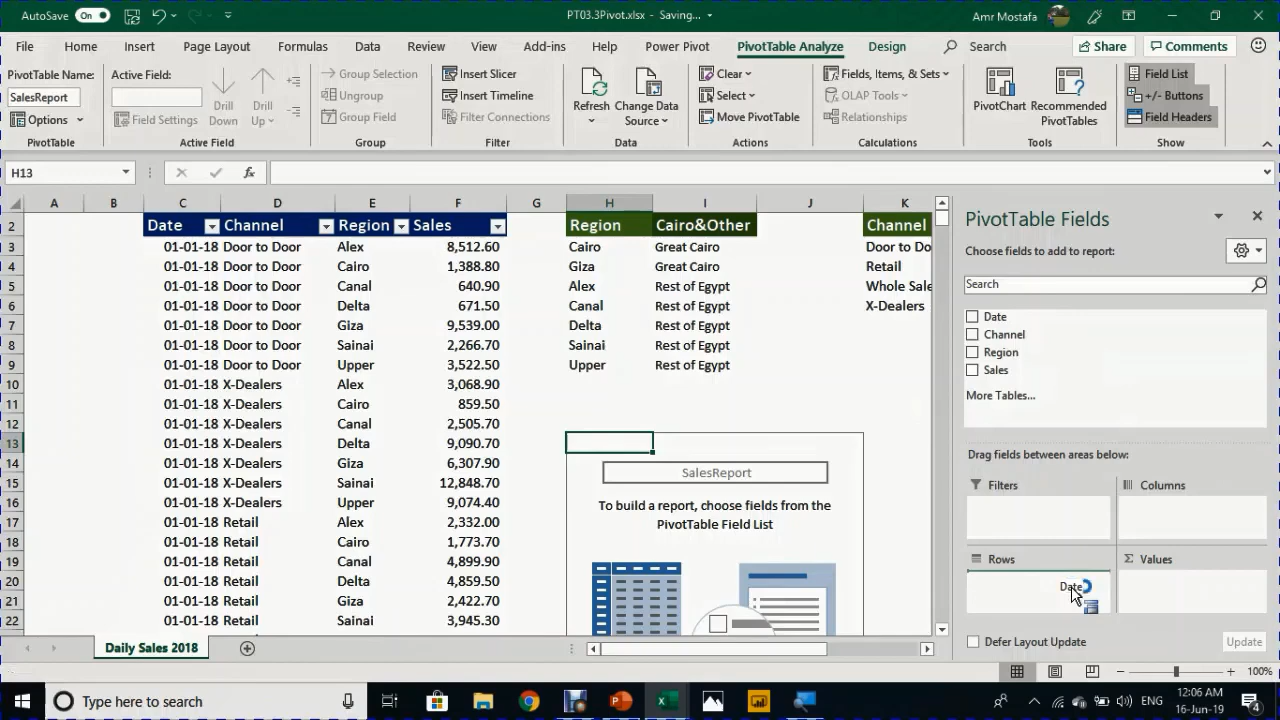 AutoSave On PT03.3Pivot.xlsx - Saving... Amr Mostafa
File Home Insert Page Layout Formulas Data Review View Add-ins Help Power Pivot PivotTable Analyze Design Search Share Comments
PivotTable Name: Active Field: Group Selection Insert Slicer Clear Fields, Items, & Sets Field List
SalesReport Drill Down Drill Up Ungroup Insert Timeline Refresh Change Data Source Select OLAP Tools PivotChart Recommended PivotTables +/- Buttons
Options Field Settings Group Field Filter Connections Move PivotTable Relationships Field Headers
PivotTable Active Field Group Filter Data Actions Calculations Tools Show
H13 fx
A B C D E F G H I J K
2 Date Channel Region Sales Region Cairo&Other Channel
3 01-01-18 Door to Door Alex 8,512.60 Cairo Great Cairo Door to Do
4 01-01-18 Door to Door Cairo 1,388.80 GIza Great Cairo Retail
5 01-01-18 Door to Door Canal 640.90 Alex Rest of Egypt Whole Sale
6 01-01-18 Door to Door Delta 671.50 Canal Rest of Egypt X-Dealers
7 01-01-18 Door to Door Giza 9,539.00 Delta Rest of Egypt
8 01-01-18 Door to Door Sainai 2,266.70 Sainai Rest of Egypt
9 01-01-18 Door to Door Upper 3,522.50 Upper Rest of Egypt
10 01-01-18 X-Dealers Alex 3,068.90
11 01-01-18 X-Dealers Cairo 859.50
12 01-01-18 X-Dealers Canal 2,505.70
13 01-01-18 X-Dealers Delta 9,090.70
14 01-01-18 X-Dealers Giza 6,307.90
15 01-01-18 X-Dealers Sainai 12,848.70
16 01-01-18 X-Dealers Upper 9,074.40
17 01-01-18 Retail Alex 2,332.00
18 01-01-18 Retail Cairo 1,773.70
19 01-01-18 Retail Canal 4,899.90
20 01-01-18 Retail Delta 4,859.50
21 01-01-18 Retail Giza 2,422.70
22 01-01-18 Retail Sainai 3,945.30
SalesReport
To build a report, choose fields from the
PivotTable Field List
PivotTable Fields
Choose fields to add to report:
Search
Date
Channel
Region
Sales
More Tables...
Drag fields between areas below:
Filters Columns
Rows Values
Date
Defer Layout Update Update
Daily Sales 2018
100%
Type here to search
ENG 12:06 AM
16-Jun-19 4